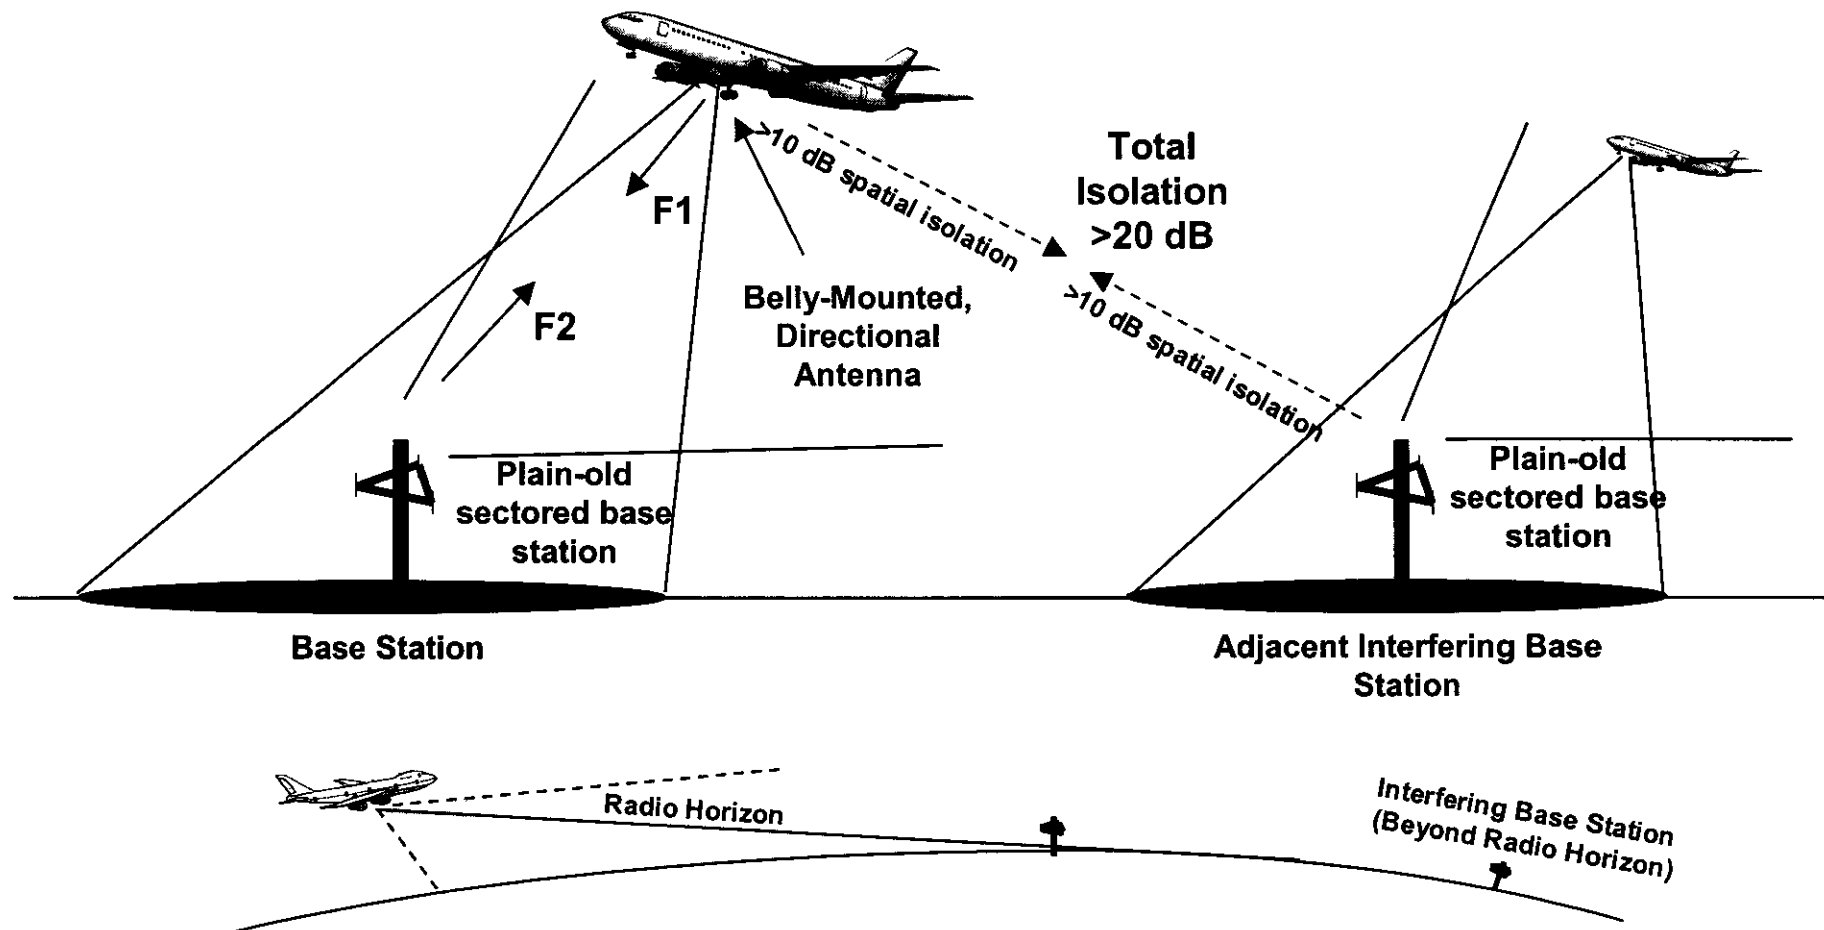 >10 dB spatial isolation
Total
Isolation
>20 dB
F1
F2
Belly-Mounted,
Directional
Antenna
>10 dB spatial isolation
Plain-old
sectored base
station
Plain-old
sectored base
station
Base Station
Adjacent Interfering Base
Station
Radio Horizon
Interfering Base Station
(Beyond Radio Horizon)